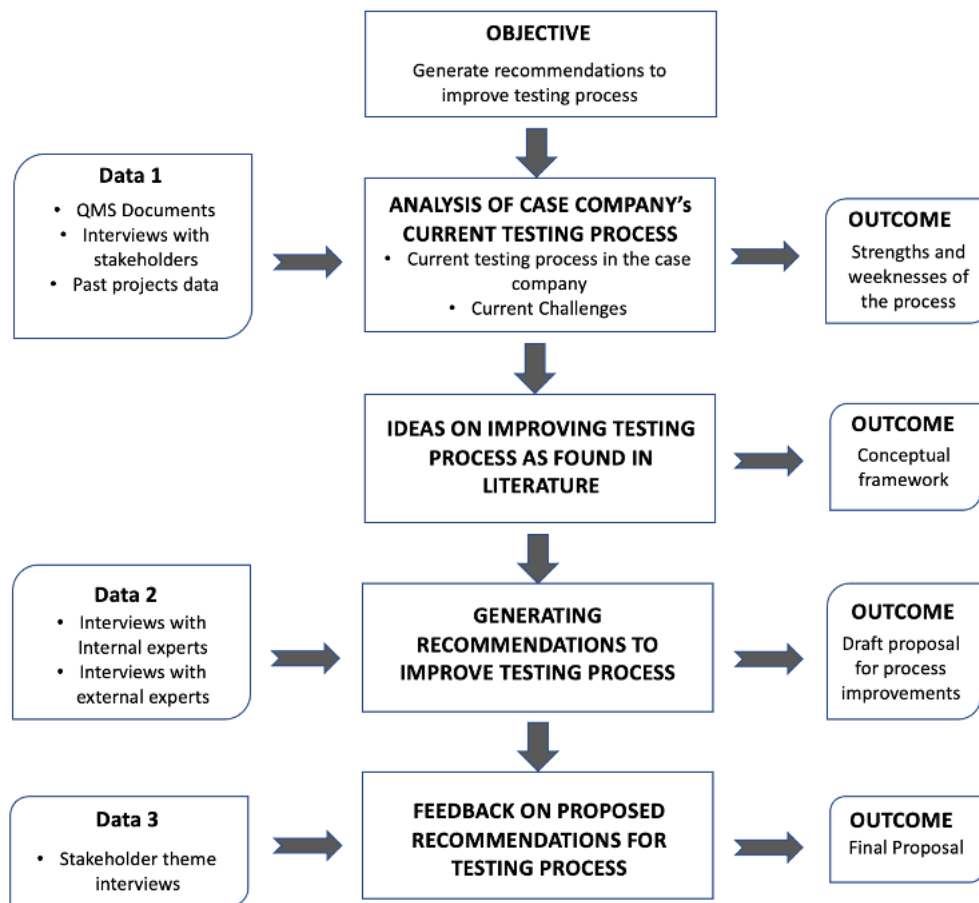 OBJECTIVE
Generate recommendations to
improve testing process
Data 1
• QMS Documents
• Interviews with
stakeholders
• Past projects data
ANALYSIS OF CASE COMPANY's
CURRENT TESTING PROCESS
• Current testing process in the case
company
• Current Challenges
OUTCOME
Strengths and
weeknesses of
the process
IDEAS ON IMPROVING TESTING
PROCESS AS FOUND IN
LITERATURE
OUTCOME
Conceptual
framework
Data 2
• Interviews with
Internal experts
• Interviews with
external experts
GENERATING
RECOMMENDATIONS TO
IMPROVE TESTING PROCESS
OUTCOME
Draft proposal
for process
improvements
Data 3
• Stakeholder theme
interviews
FEEDBACK ON PROPOSED
RECOMMENDATIONS FOR
TESTING PROCESS
OUTCOME
Final Proposal